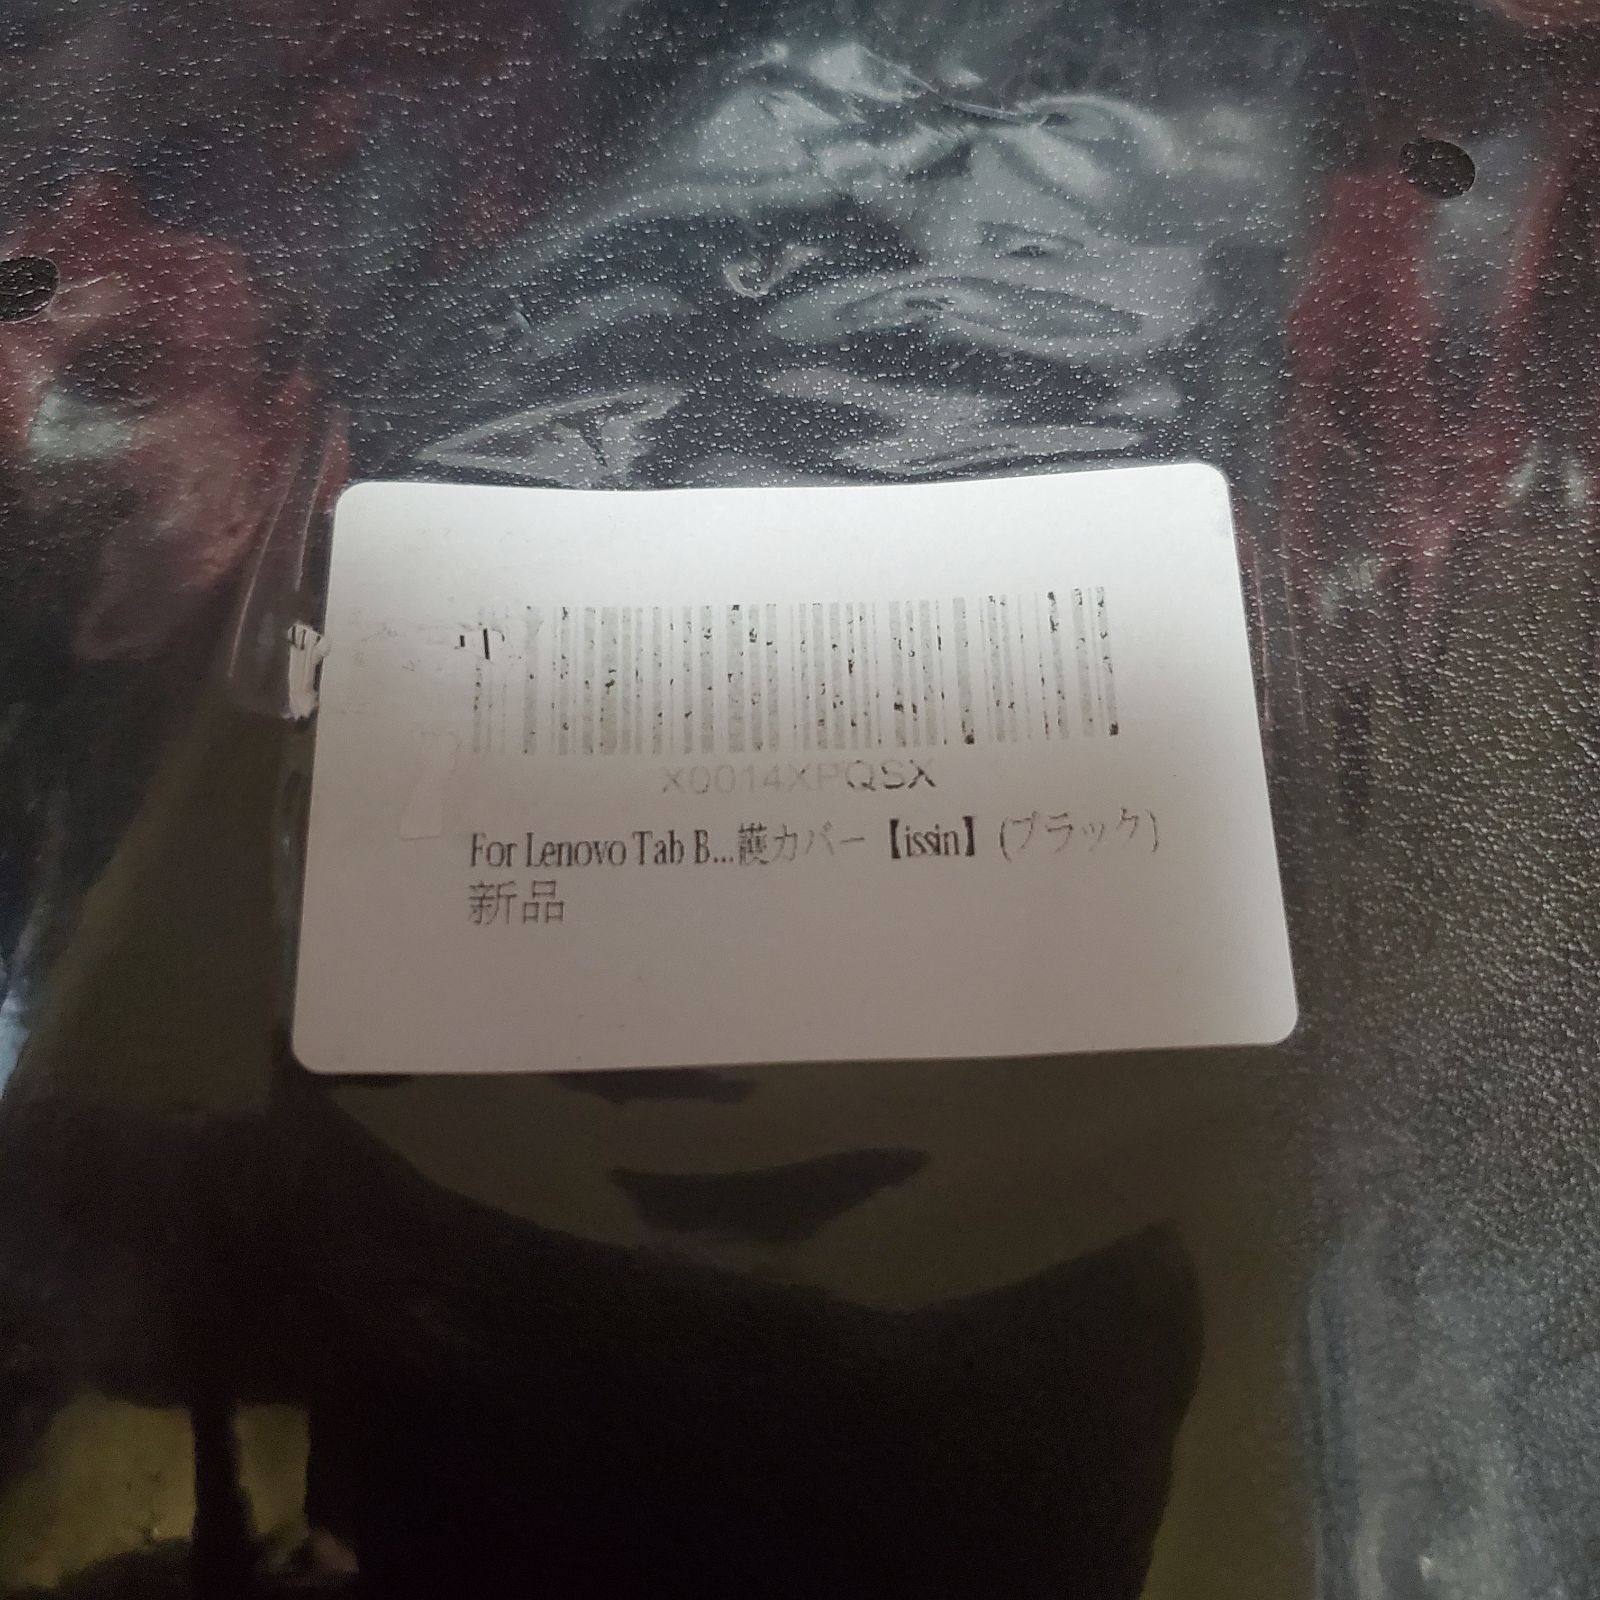 X0014XPQSX
For Lenovo Tab B...護カバー【issin】(ブラック)
新品